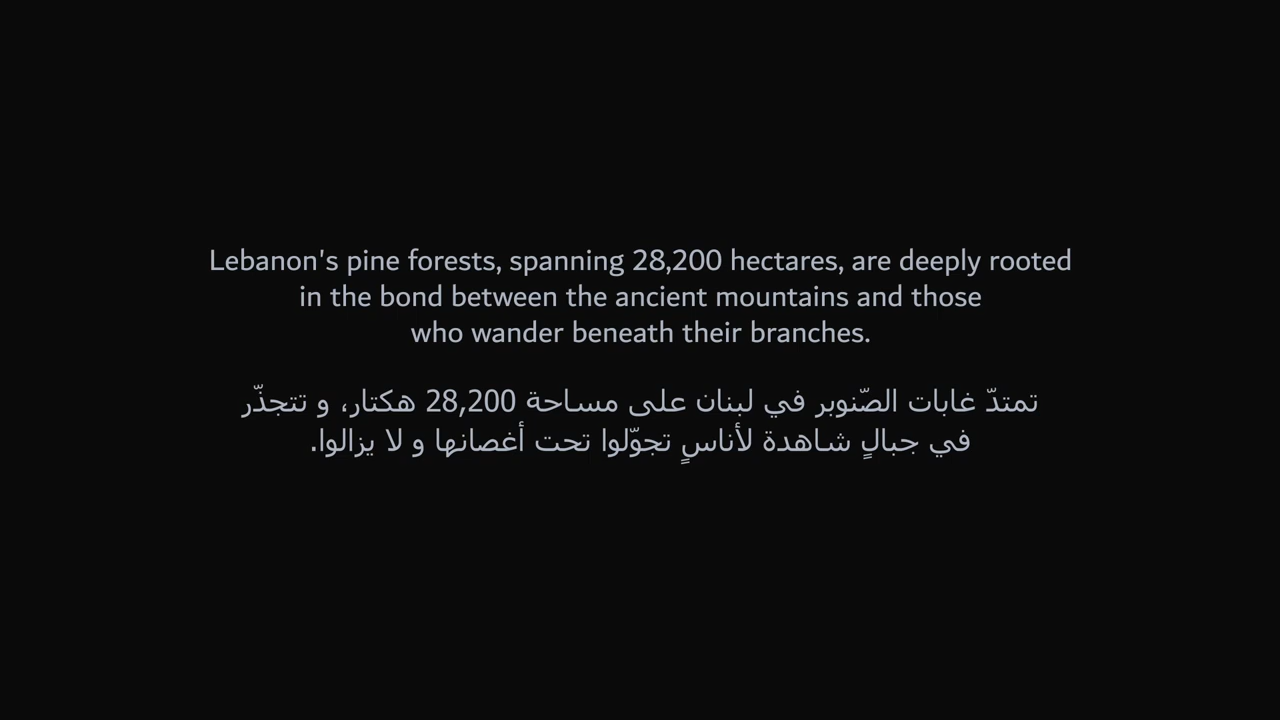 Lebanon's pine forests, spanning 28,200 hectares, are deeply rooted
in the bond between the ancient mountains and those
who wander beneath their branches.
تمتدّ غابات الصّنوبر في لبنان على مساحة 28,200 هكتار، و تتجذّر
في جبالٍ شاهدة لأناسٍ تجوّلوا تحت أغصانها و لا يزالوا.